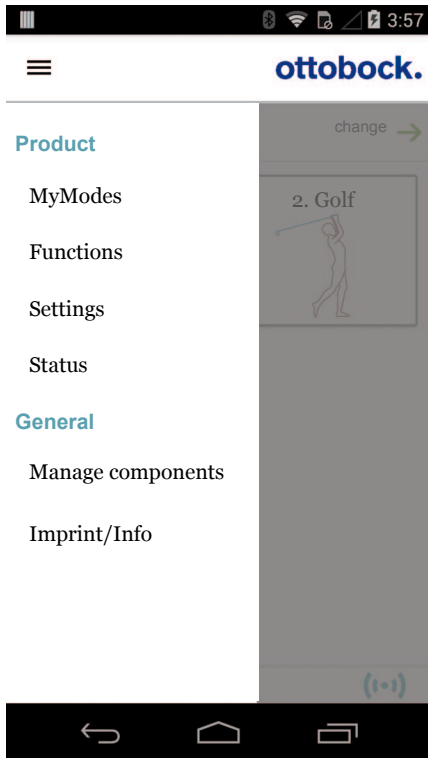 3:57
ottobock.
change
Product
MyModes
2. Golf
Functions
Settings
Status
General
Manage components
Imprint/Info